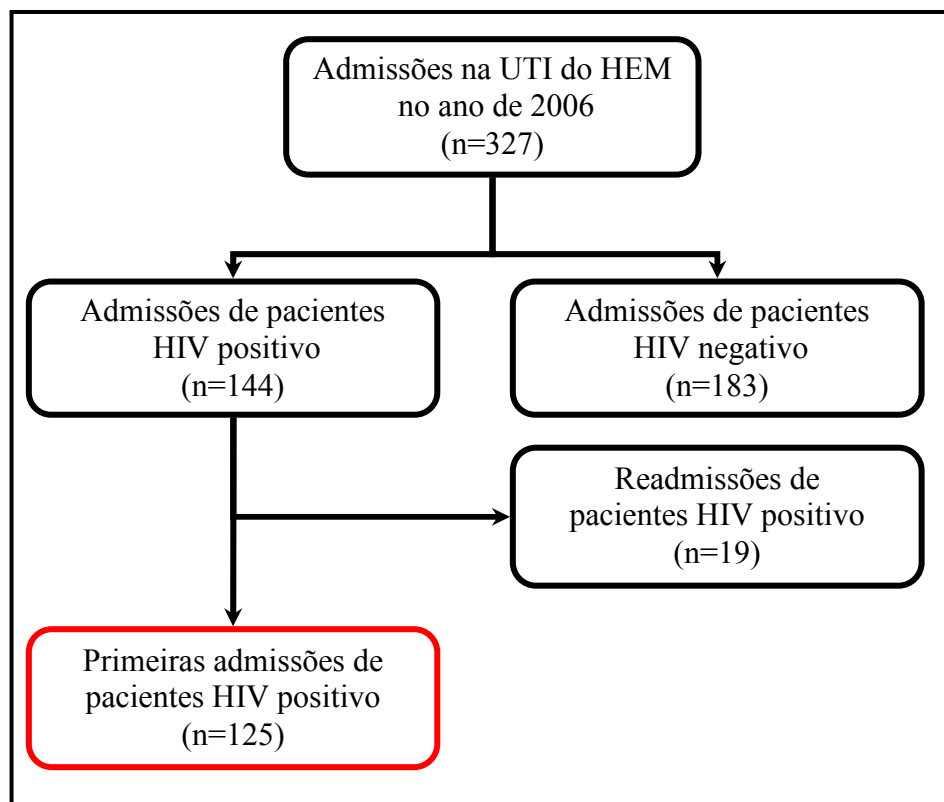 Admissões na UTI do HEM
no ano de 2006
(n=327)
Admissões de pacientes
HIV positivo
(n=144)
Admissões de pacientes
HIV negativo
(n=183)
Readmissões de
pacientes HIV positivo
(n=19)
Primeiras admissões de
pacientes HIV positivo
(n=125)